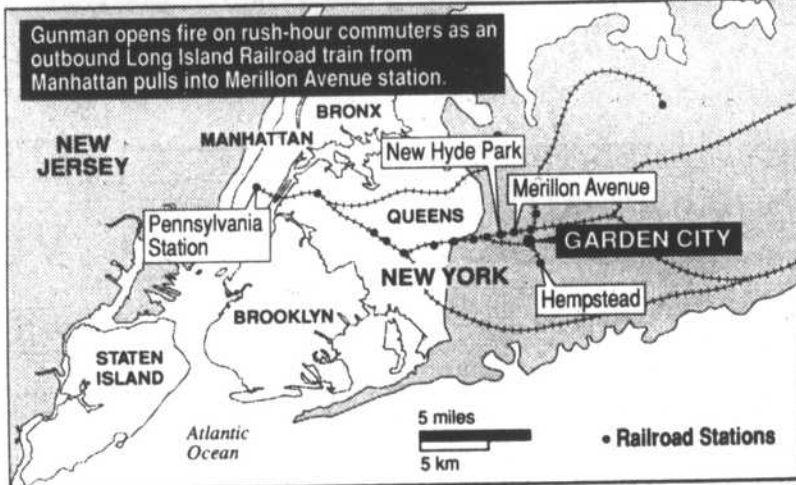 Gunman opens fire on rush-hour commuters as an
outbound Long Island Railroad train from
Manhattan pulls into Merillon Avenue station.
BRONX
NEW
JERSEY
MANHATTAN
New Hyde Park
Merillon Avenue
Pennsylvania
Station
QUEENS
GARDEN CITY
NEW YORK
Hempstead
BROOKLYN
STATEN
ISLAND
Atlantic
Ocean
5 miles
5 km
• Railroad Stations